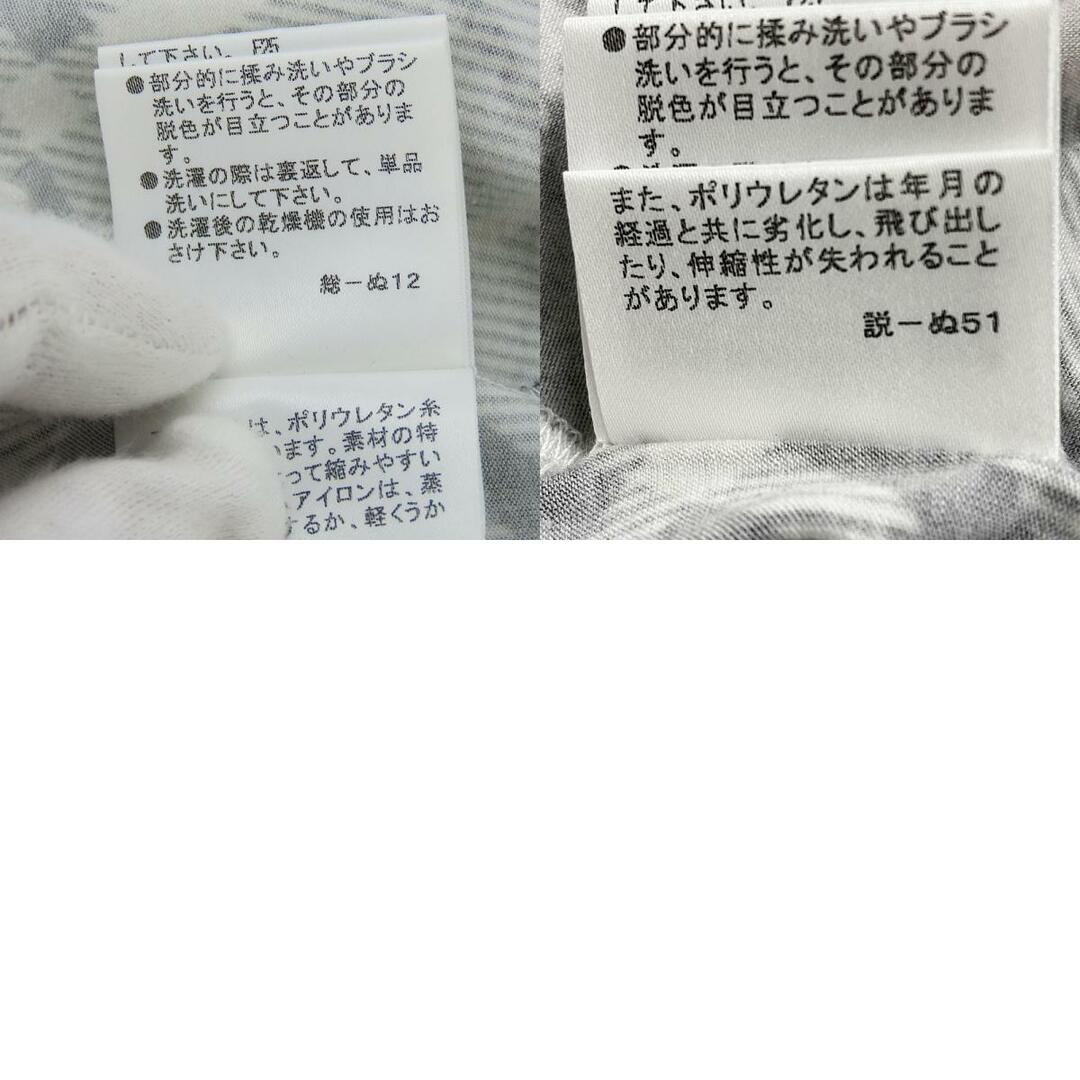 して下さい。
●部分的に揉み洗いやブラシ
洗いを行うと、その部分の
脱色が目立つことがありま
す。
●洗濯の際は裏返して、単品
洗いにして下さい。
●洗濯後の乾燥機の使用はお
さけ下さい。
総ーぬ12
は、ポリウレタン糸
います。素材の特
って縮みやすい
アイロンは、蒸
するか、軽くうか
●部分的に揉み洗いやブラシ
洗いを行うと、その部分の
脱色が目立つことがありま
す。
また、ポリウレタンは年月の
経過と共に劣化し、飛び出し
たり、伸縮性が失われること
があります。
説ーぬ51